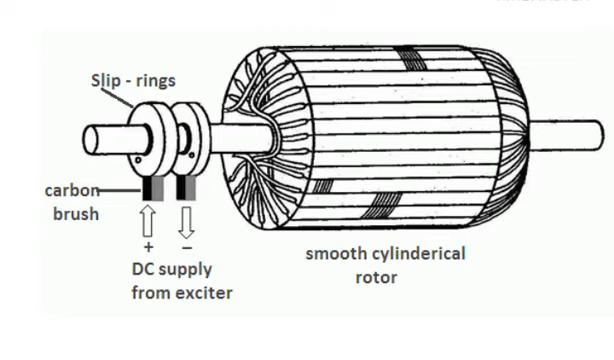 Slip - rings
carbon
brush
+ −
DC supply
from exciter
smooth cylinderical
rotor